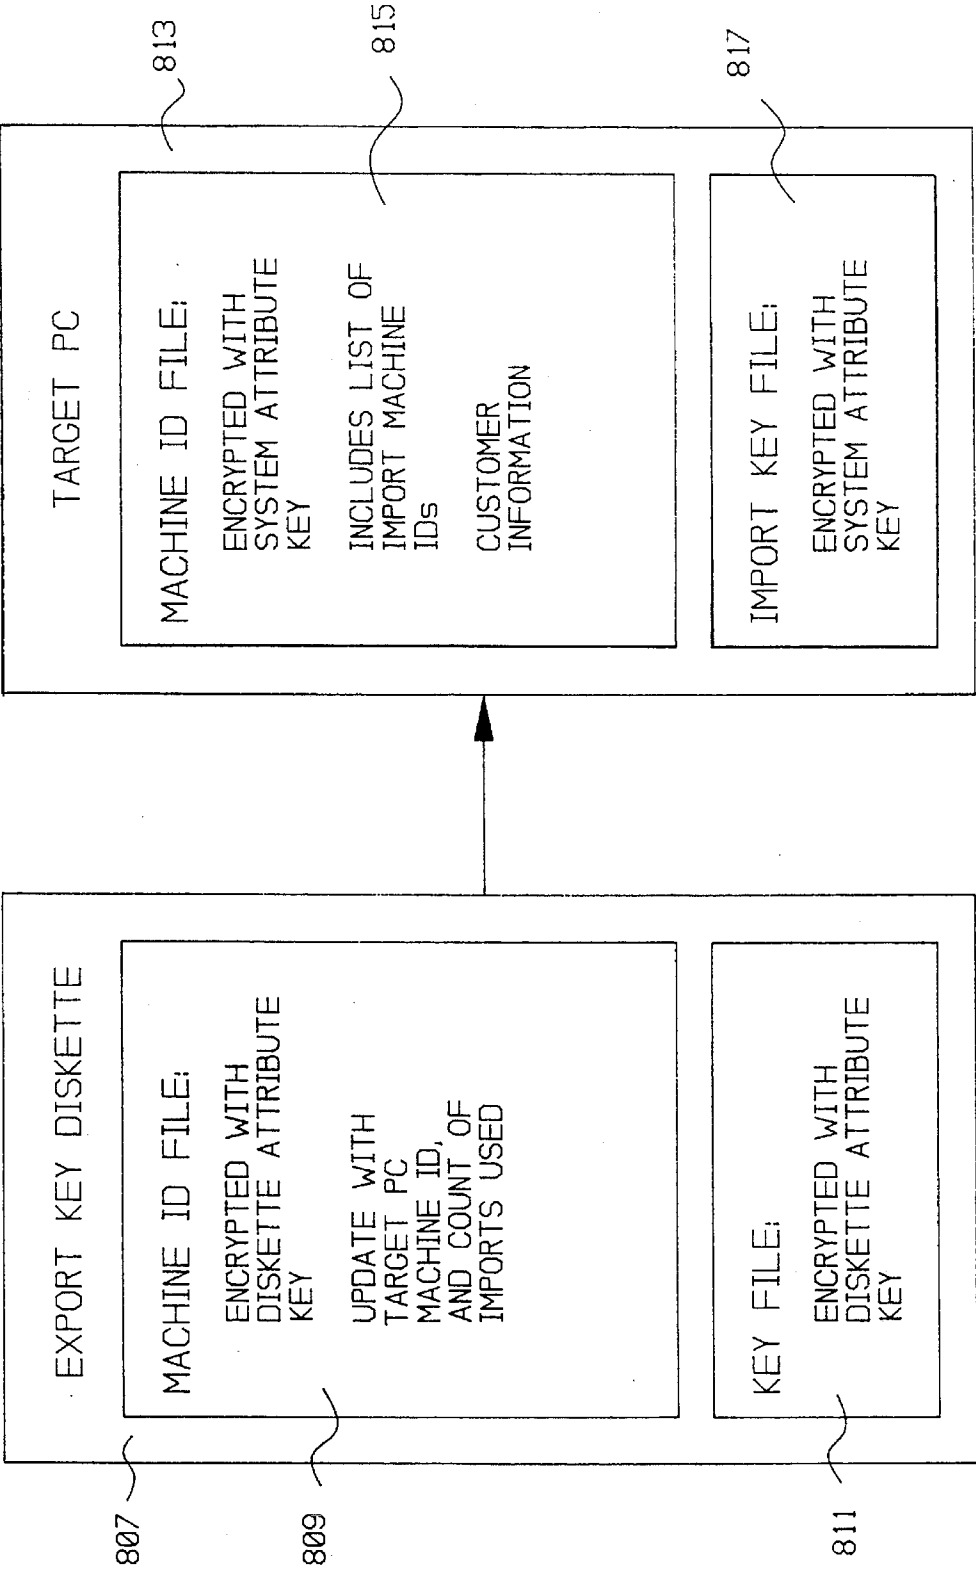 EXPORT KEY DISKETTE
MACHINE ID FILE:
ENCRYPTED WITH
DISKETTE ATTRIBUTE
KEY
UPDATE WITH
TARGET PC
MACHINE ID,
AND COUNT OF
IMPORTS USED
KEY FILE:
ENCRYPTED WITH
DISKETTE ATTRIBUTE
KEY
807
809
811
TARGET PC
MACHINE ID FILE:
ENCRYPTED WITH
SYSTEM ATTRIBUTE
KEY
INCLUDES LIST OF
IMPORT MACHINE
IDs
CUSTOMER
INFORMATION
IMPORT KEY FILE:
ENCRYPTED WITH
SYSTEM ATTRIBUTE
KEY
813
815
817